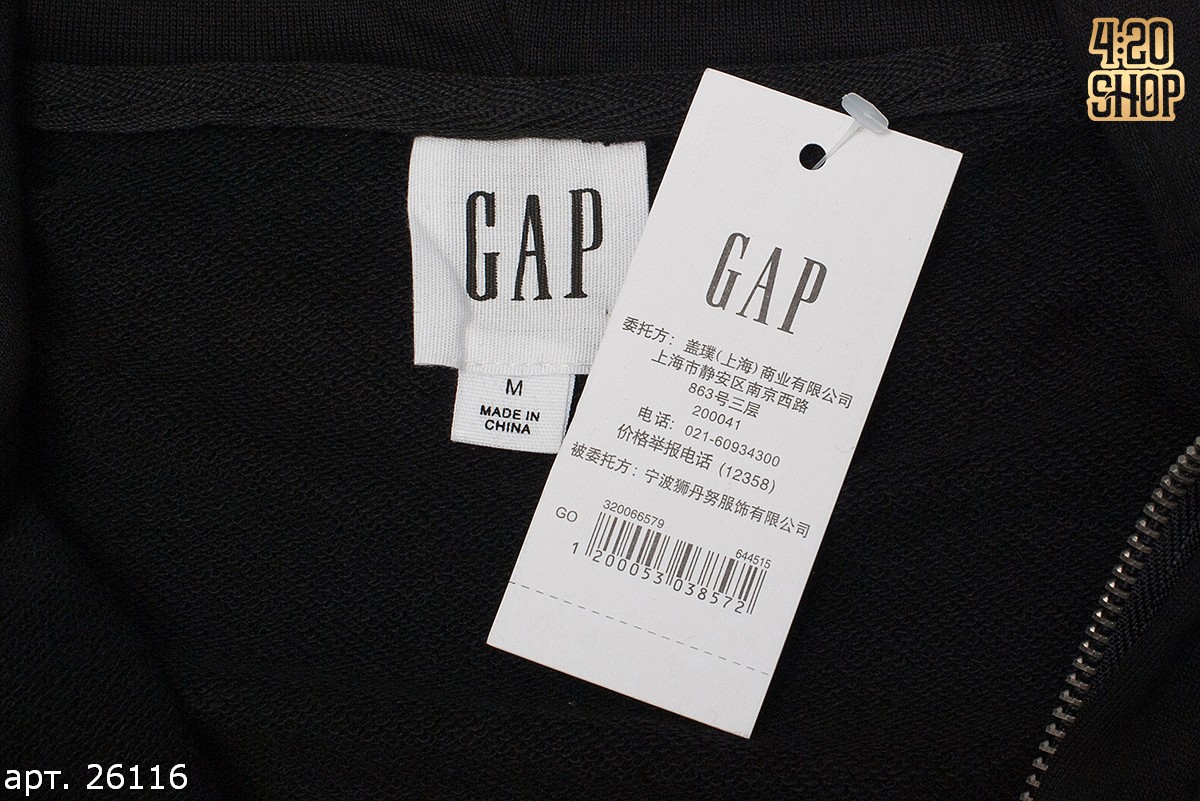 4:20
SHOP
GAP
M
MADE IN
CHINA
GAP
委托方：盖璞(上海)商业有限公司
上海市静安区南京西路
863号三层
200041
电话：021-60934300
价格举报电话 (12358)
被委托方：宁波狮丹努服饰有限公司
GO 320066579
644515
1 200053 038572
арт. 26116